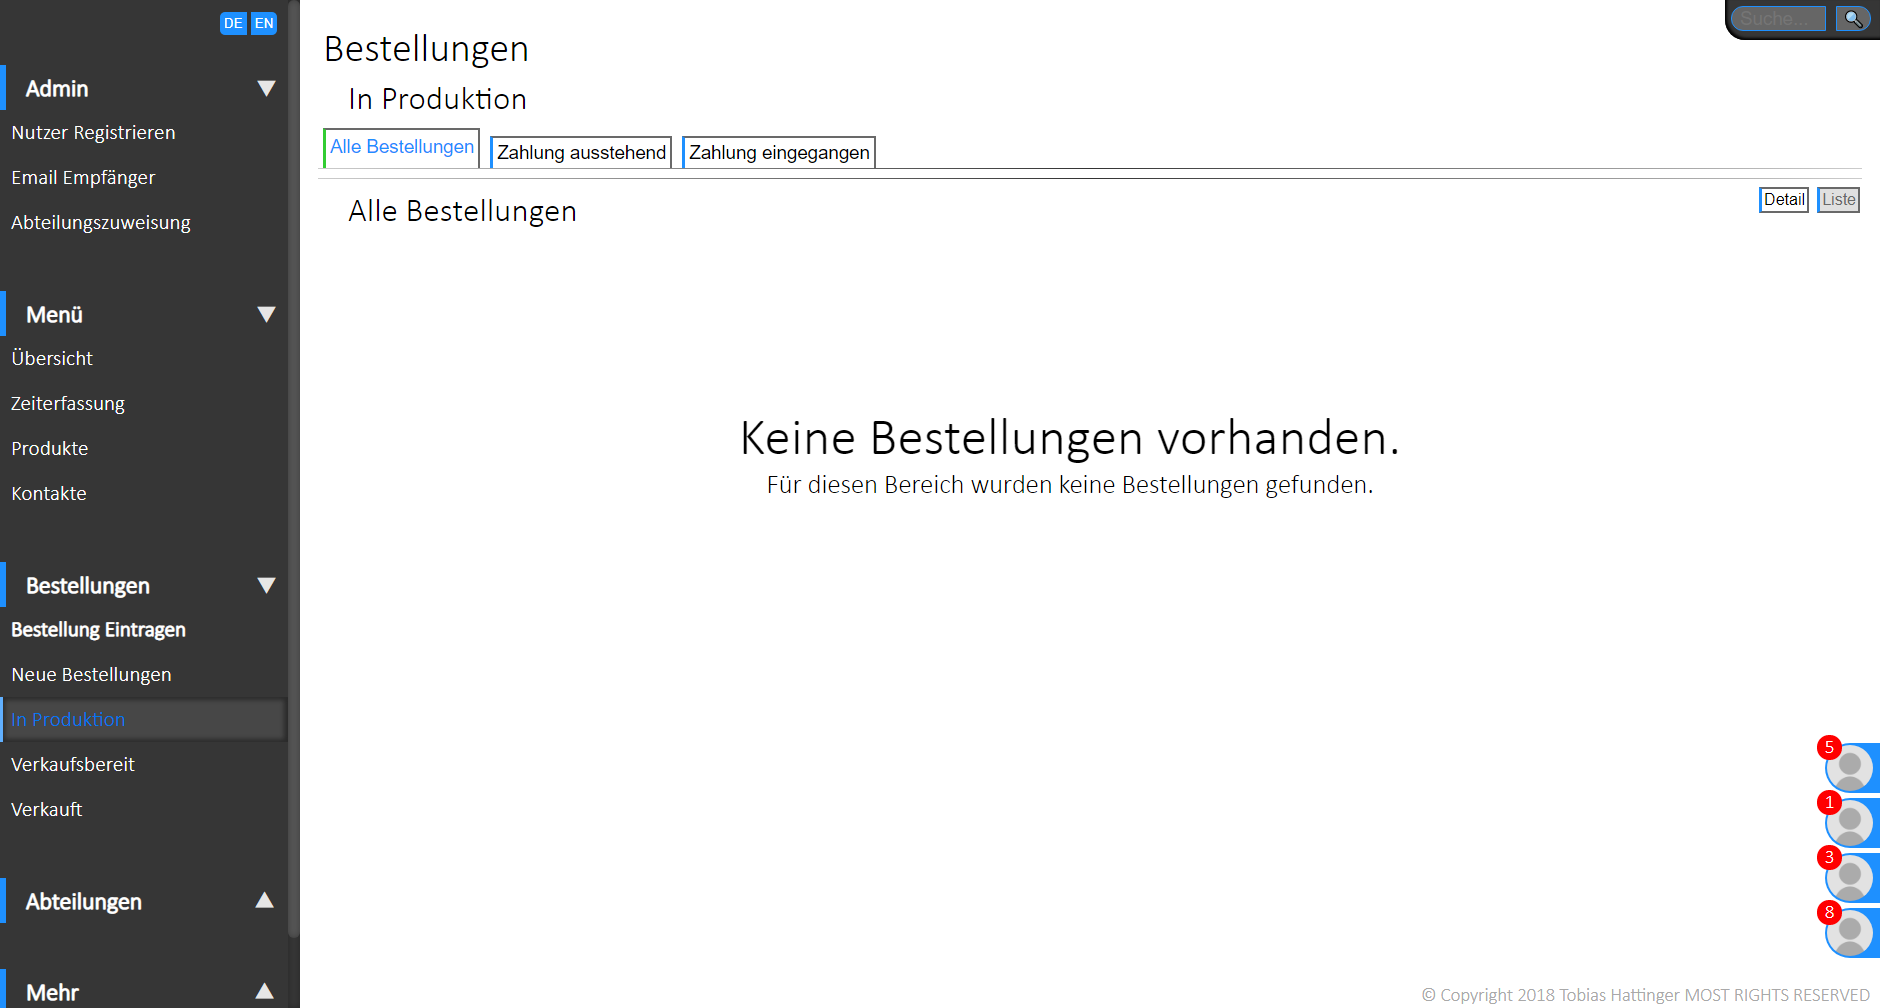 DE EN
Admin ▼
Nutzer Registrieren
Email Empfänger
Abteilungszuweisung
Menü ▼
Übersicht
Zeiterfassung
Produkte
Kontakte
Bestellungen ▼
Bestellung Eintragen
Neue Bestellungen
In Produktion
Verkaufsbereit
Verkauft
Abteilungen ▲
Mehr ▲
Suche...
Bestellungen
In Produktion
Alle Bestellungen Zahlung ausstehend Zahlung eingegangen
Alle Bestellungen
Detail Liste
Keine Bestellungen vorhanden.
Für diesen Bereich wurden keine Bestellungen gefunden.
5
1
3
8
© Copyright 2018 Tobias Hattinger MOST RIGHTS RESERVED